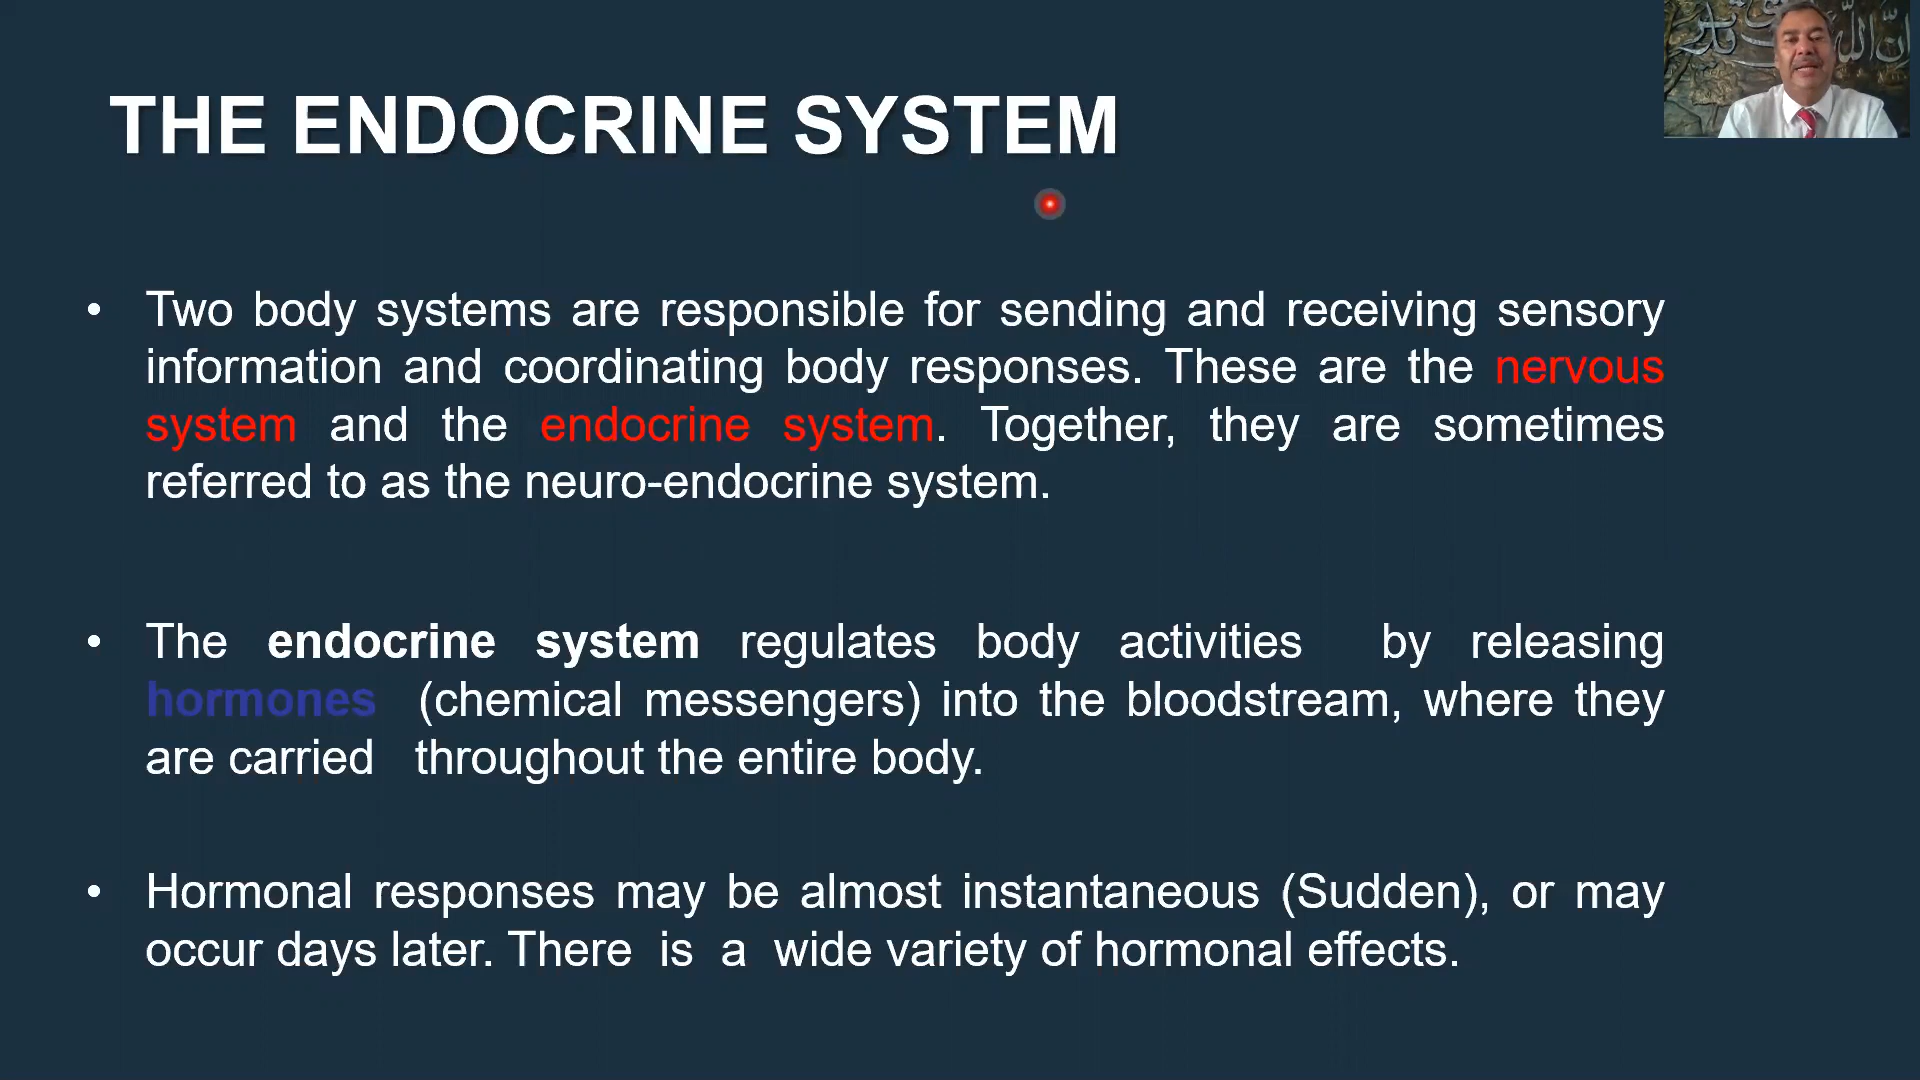 THE ENDOCRINE SYSTEM
• Two body systems are responsible for sending and receiving sensory
information and coordinating body responses. These are the nervous
system and the endocrine system. Together, they are sometimes
referred to as the neuro-endocrine system.
• The endocrine system regulates body activities by releasing
hormones (chemical messengers) into the bloodstream, where they
are carried throughout the entire body.
• Hormonal responses may be almost instantaneous (Sudden), or may
occur days later. There is a wide variety of hormonal effects.
إن الله